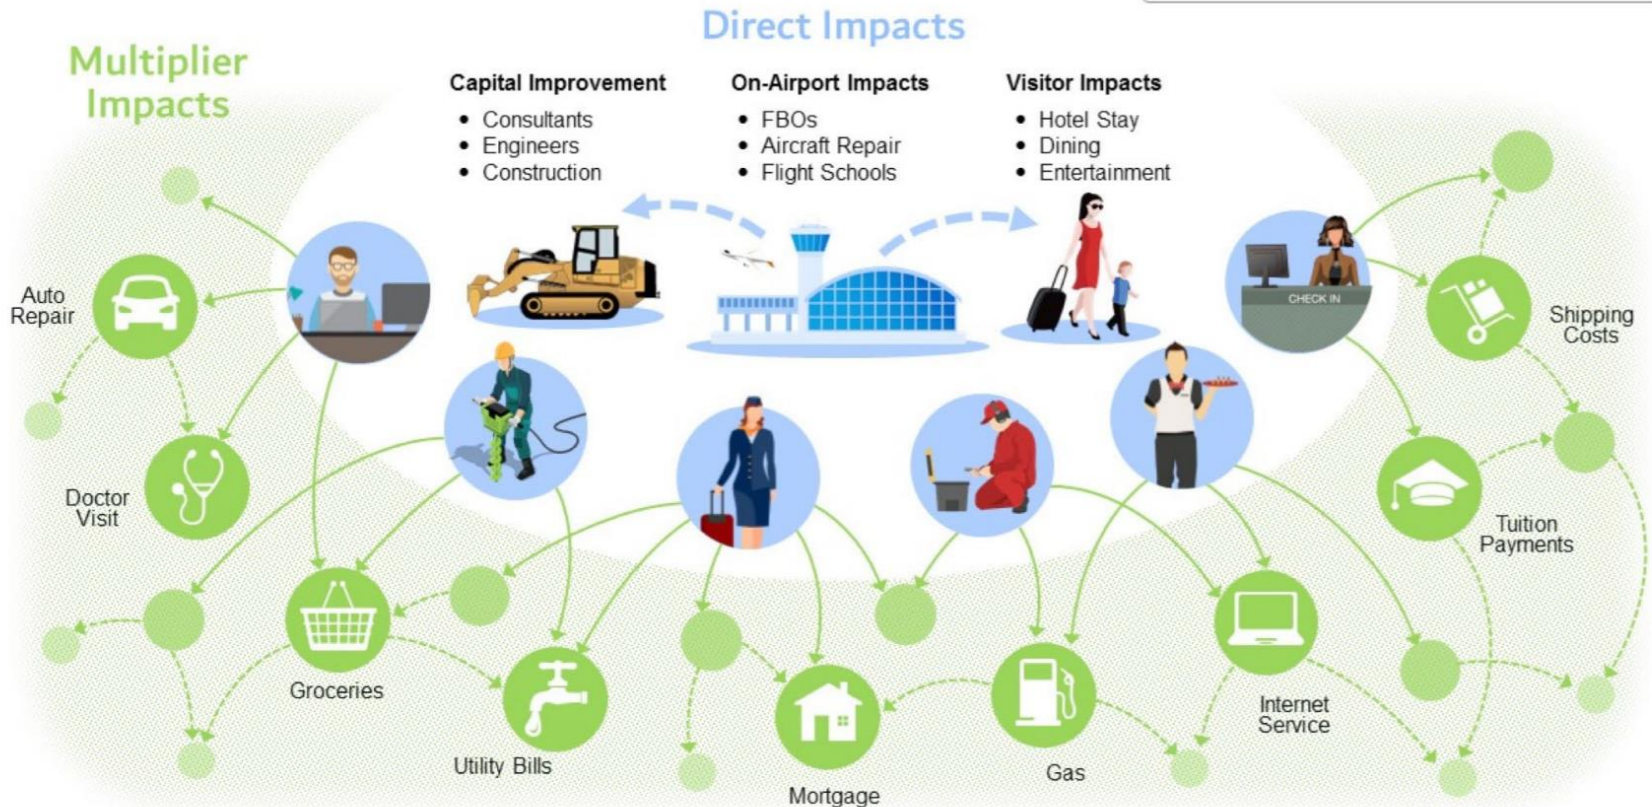 Direct Impacts
Multiplier
Impacts
Capital Improvement
• Consultants
• Engineers
• Construction
On-Airport Impacts
• FBOs
• Aircraft Repair
• Flight Schools
Visitor Impacts
• Hotel Stay
• Dining
• Entertainment
Auto
Repair
CHECK IN
Shipping
Costs
Doctor
Visit
Tuition
Payments
Groceries
Utility Bills
Mortgage
Gas
Internet
Service